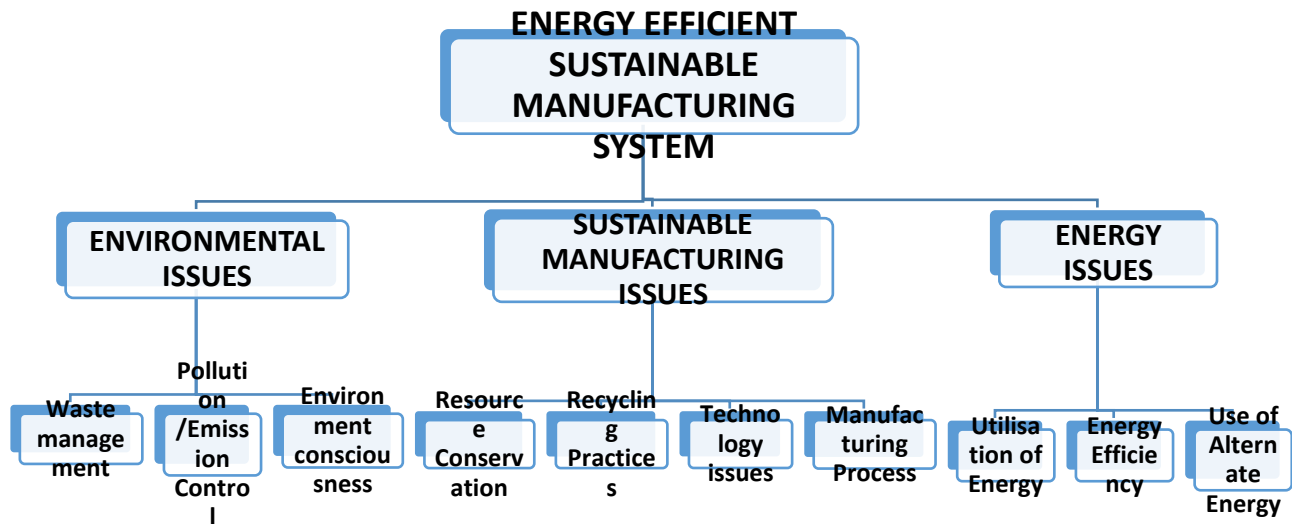 ENERGY EFFICIENT
SUSTAINABLE
MANUFACTURING
SYSTEM
ENVIRONMENTAL
ISSUES
SUSTAINABLE
MANUFACTURING
ISSUES
ENERGY
ISSUES
Waste
manage
ment
Polluti
on
/Emiss
ion
Contro
l
Environ
ment
consciou
sness
Resourc
e
Conserv
ation
Recyclin
g
Practice
s
Techno
logy
issues
Manufac
turing
Process
Utilisa
tion of
Energy
Energy
Efficie
ncy
Use of
Altern
ate
Energy